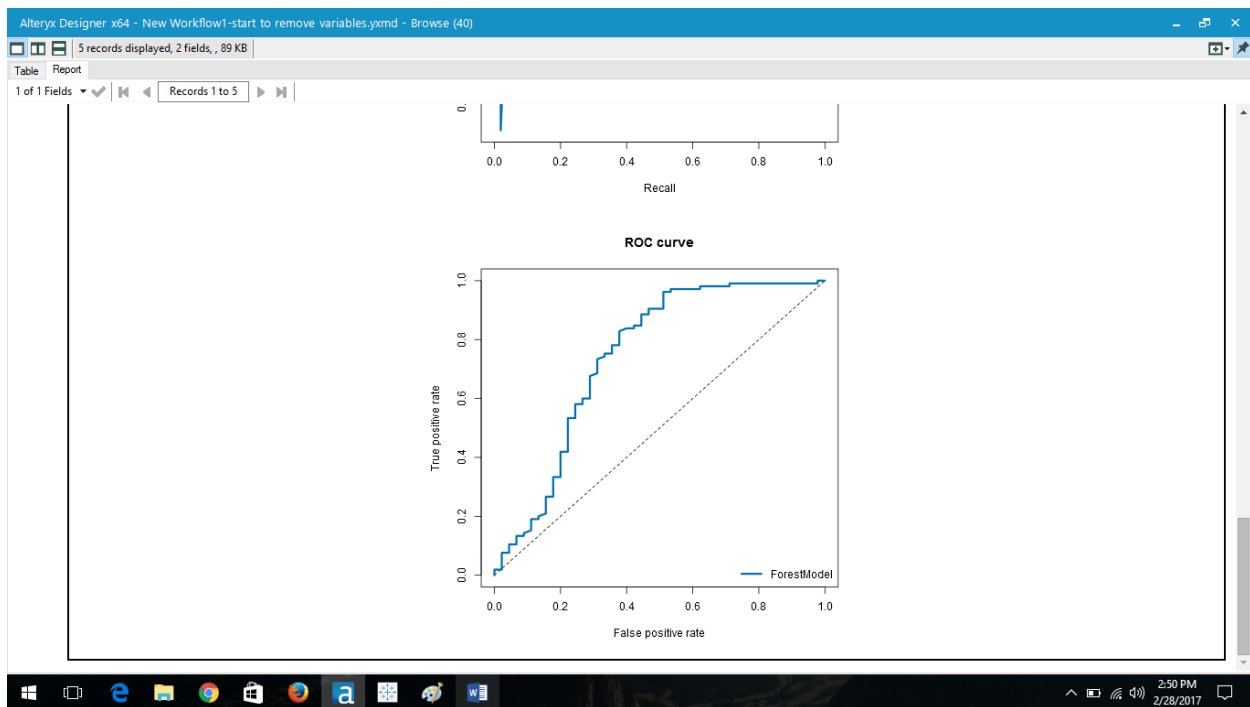 Alteryx Designer x64 - New Workflow1-start to remove variables.yxmd - Browse (40)
5 records displayed, 2 fields, , 89 KB
Table Report
1 of 1 Fields Records 1 to 5
0.0 0.2 0.4 0.6 0.8 1.0
Recall
ROC curve
1.0
0.8
0.6
True positive rate
0.4
0.2
0.0
ForestModel
0.0 0.2 0.4 0.6 0.8 1.0
False positive rate
2:50 PM
2/28/2017